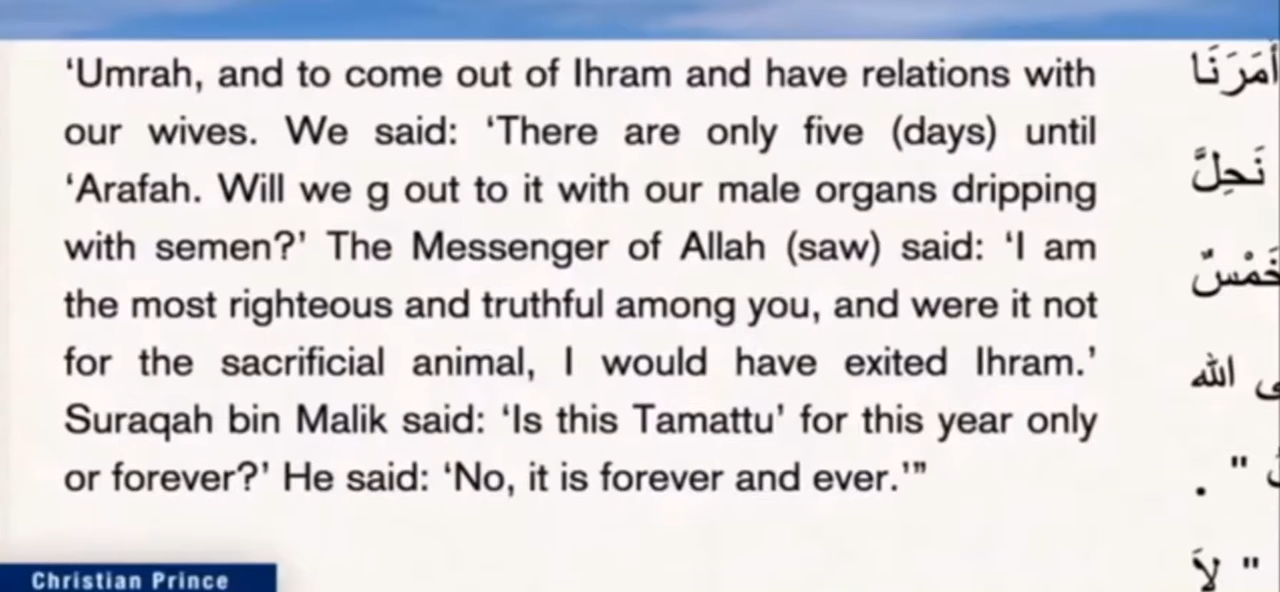 ‘Umrah, and to come out of Ihram and have relations with
our wives. We said: ‘There are only five (days) until
‘Arafah. Will we g out to it with our male organs dripping
with semen?’ The Messenger of Allah (saw) said: ‘I am
the most righteous and truthful among you, and were it not
for the sacrificial animal, I would have exited Ihram.’
Suraqah bin Malik said: ‘Is this Tamattu’ for this year only
or forever?’ He said: ‘No, it is forever and ever.’”
أَمَرَنَا
نَحِلَّ
خَمْسٌ
الله
" .
" لاَ
Christian Prince